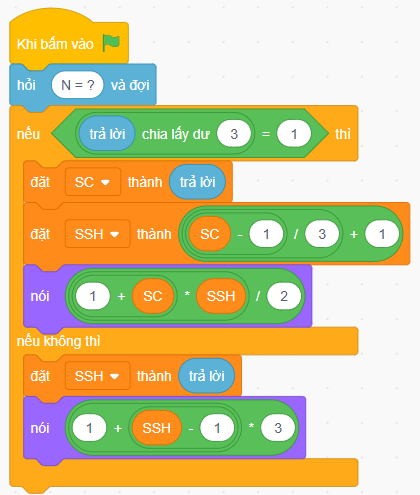 Khi bấm vào
hỏi N = ? và đợi
nếu trả lời chia lấy dư 3 = 1 thì
đặt SC thành trả lời
đặt SSH thành SC - 1 / 3 + 1
nói 1 + SC * SSH / 2
nếu không thì
đặt SSH thành trả lời
nói 1 + SSH - 1 * 3